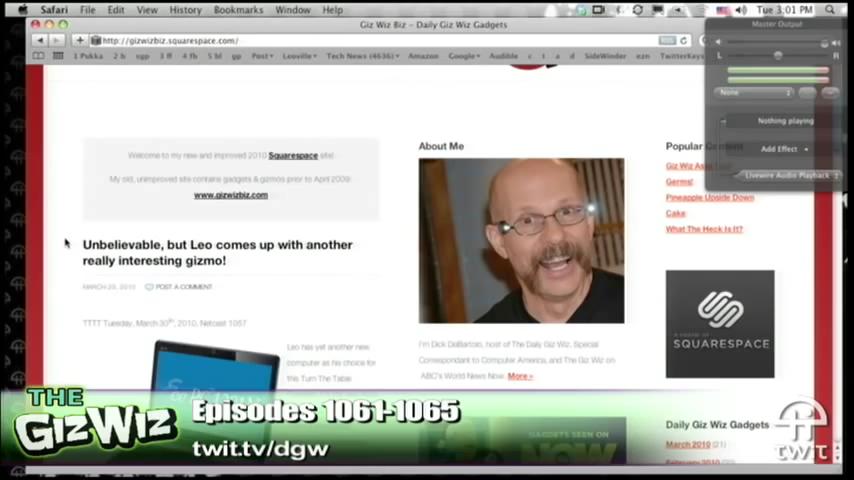 Safari File Edit View History Bookmarks Window Help
Tue 3:01 PM
Giz Wiz Biz – Daily Giz Wiz Gadgets
http://gizwizbiz.squarespace.com/
1 Pukka 2 b 3 ff 4 fb 5 gr Post Leoville Tech News (4636) Amazon Google Audible c t d SideWinder ezn TwitterKeys
Master Output
L R
None
Nothing playing
Add Effect
Livewire Audio Playback
Welcome to my new and improved 2010 Squarespace site!
My old, unimproved site contains gadgets & gizmos prior to April 2009:
www.gizwizbiz.com
Unbelievable, but Leo comes up with another
really interesting gizmo!
MARCH 29, 2010 POST A COMMENT
TTTT Tuesday, March 30th, 2010, Netcast 1057
Leo has yet another new
computer as his choice for
this Turn The Table
About Me
I'm Dick DeBartolo, host of The Daily Giz Wiz, Special
Correspondent to Computer America, and The Giz Wiz on
ABC's World News Now. More »
GADGETS SEEN ON
NOW
Popular Content
Germs!
Pineapple Upside Down
Cake
What The Heck Is It?
SQUARESPACE
Daily Giz Wiz Gadgets
March 2010 (21)
February 2010
THE
GIZWIZ
Episodes 1061-1065
twit.tv/dgw
twit